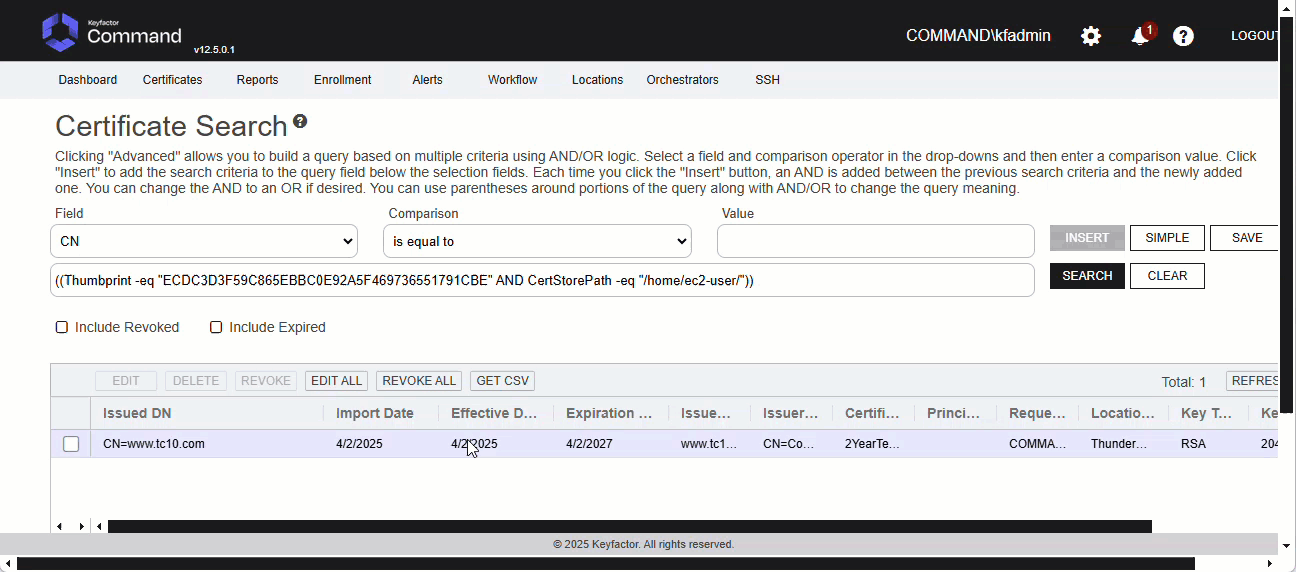 Keyfactor
Command
v12.5.0.1
COMMAND\kfadmin
1
?
LOGOUT
Dashboard Certificates Reports Enrollment Alerts Workflow Locations Orchestrators SSH
Certificate Search ?
Clicking "Advanced" allows you to build a query based on multiple criteria using AND/OR logic. Select a field and comparison operator in the drop-downs and then enter a comparison value. Click
"Insert" to add the search criteria to the query field below the selection fields. Each time you click the "Insert" button, an AND is added between the previous search criteria and the newly added
one. You can change the AND to an OR if desired. You can use parentheses around portions of the query along with AND/OR to change the query meaning.
Field Comparison Value
CN is equal to INSERT SIMPLE SAVE
((Thumbprint -eq "ECDC3D3F59C865EBBC0E92A5F469736551791CBE" AND CertStorePath -eq "/home/ec2-user/")) SEARCH CLEAR
Include Revoked Include Expired
EDIT DELETE REVOKE EDIT ALL REVOKE ALL GET CSV Total: 1 REFRES
Issued DN Import Date Effective D... Expiration ... Issue... Issuer... Certifi... Princi... Reque... Locatio... Key T... Ke
CN=www.tc10.com 4/2/2025 4/2/2025 4/2/2027 www.tc1... CN=Co... 2YearTe... COMMA... Thunder... RSA 204
© 2025 Keyfactor. All rights reserved.